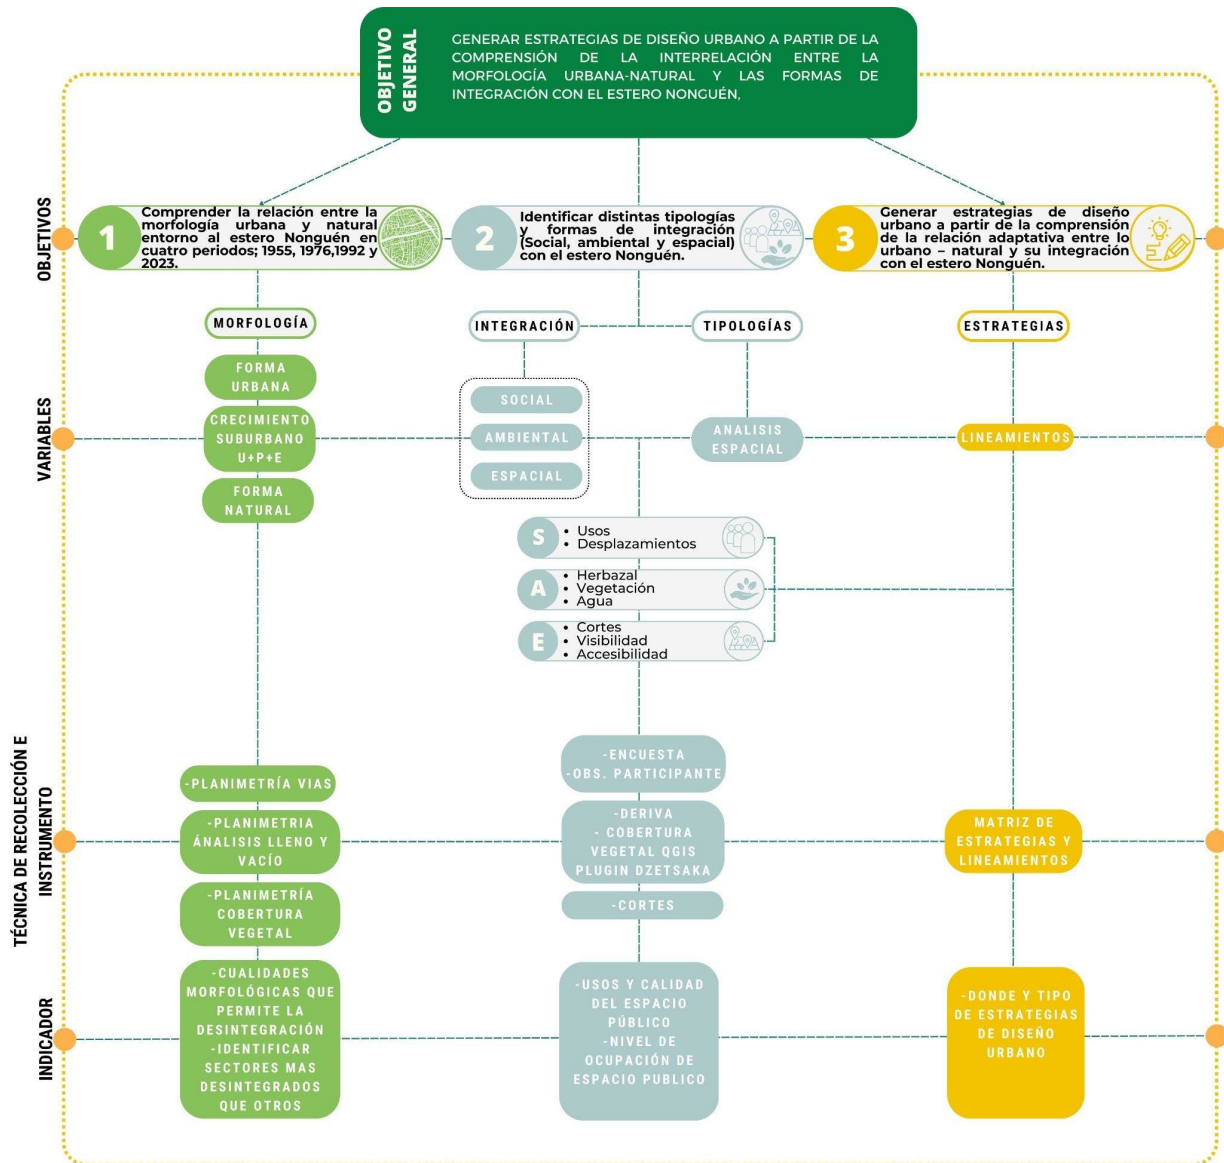 OBJETIVO
GENERAL
GENERAR ESTRATEGIAS DE DISEÑO URBANO A PARTIR DE LA
COMPRENSIÓN DE LA INTERRELACIÓN ENTRE LA
MORFOLOGÍA URBANA-NATURAL Y LAS FORMAS DE
INTEGRACIÓN CON EL ESTERO NONGUÉN,
OBJETIVOS
1
Comprender la relación entre la
morfología urbana y natural
entorno al estero Nonguén en
cuatro periodos; 1955, 1976,1992 y
2023.
2
Identificar distintas tipologías
y formas de integración
(Social, ambiental y espacial)
con el estero Nonguén.
3
Generar estrategias de diseño
urbano a partir de la comprensión
de la relación adaptativa entre lo
urbano – natural y su integración
con el estero Nonguén.
VARIABLES
MORFOLOGÍA
FORMA
URBANA
CRECIMIENTO
SUBURBANO
U+P+E
FORMA
NATURAL
INTEGRACIÓN
SOCIAL
AMBIENTAL
ESPACIAL
TIPOLOGÍAS
ANALISIS
ESPACIAL
ESTRATEGIAS
LINEAMIENTOS
S
• Usos
• Desplazamientos
A
• Herbazal
• Vegetación
• Agua
E
• Cortes
• Visibilidad
• Accesibilidad
TÉCNICA DE RECOLECCIÓN E
INSTRUMENTO
-PLANIMETRÍA VIAS
-PLANIMETRIA
ÁNALISIS LLENO Y
VACÍO
-PLANIMETRÍA
COBERTURA
VEGETAL
-ENCUESTA
-OBS. PARTICIPANTE
-DERIVA
- COBERTURA
VEGETAL QGIS
PLUGIN DZETSAKA
-CORTES
MATRIZ DE
ESTRATEGIAS Y
LINEAMIENTOS
INDICADOR
-CUALIDADES
MORFOLÓGICAS QUE
PERMITE LA
DESINTEGRACIÓN
-IDENTIFICAR
SECTORES MAS
DESINTEGRADOS
QUE OTROS
-USOS Y CALIDAD
DEL ESPACIO
PÚBLICO
-NIVEL DE
OCUPACIÓN DE
ESPACIO PUBLICO
-DONDE Y TIPO
DE ESTRATEGIAS
DE DISEÑO
URBANO